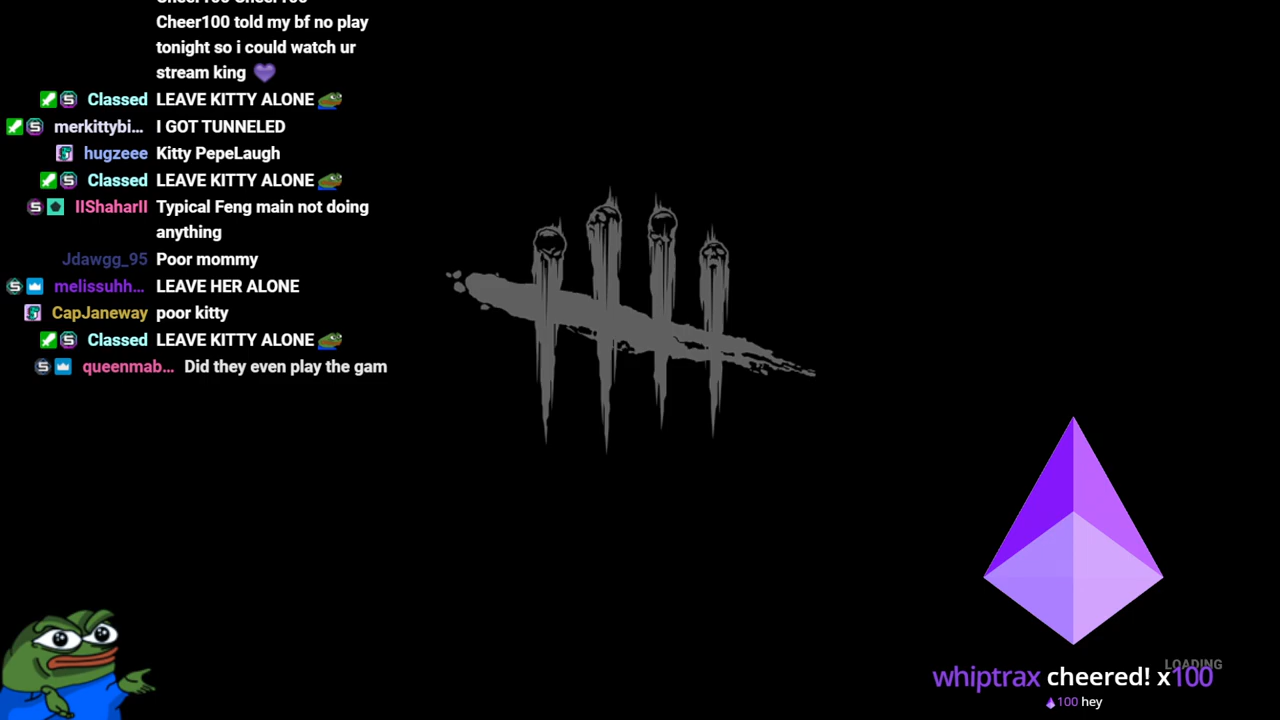 Cheer100 Cheer100
Cheer100 told my bf no play
tonight so i could watch ur
stream king
Classed LEAVE KITTY ALONE
merkittybi... I GOT TUNNELED
hugzeee Kitty PepeLaugh
Classed LEAVE KITTY ALONE
IIShaharII Typical Feng main not doing
anything
Jdawgg_95 Poor mommy
melissuhh... LEAVE HER ALONE
CapJaneway poor kitty
Classed LEAVE KITTY ALONE
queenmab... Did they even play the gam
LOADING
whiptrax cheered! x100
100 hey